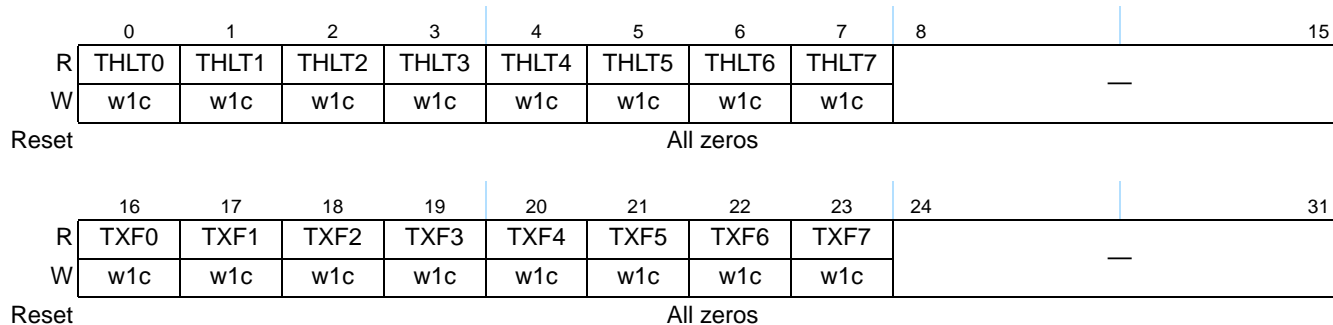 0 1 2 3 4 5 6 7 8 15
R THLT0 THLT1 THLT2 THLT3 THLT4 THLT5 THLT6 THLT7 —
W w1c w1c w1c w1c w1c w1c w1c w1c
Reset All zeros
16 17 18 19 20 21 22 23 24 31
R TXF0 TXF1 TXF2 TXF3 TXF4 TXF5 TXF6 TXF7 —
W w1c w1c w1c w1c w1c w1c w1c w1c
Reset All zeros